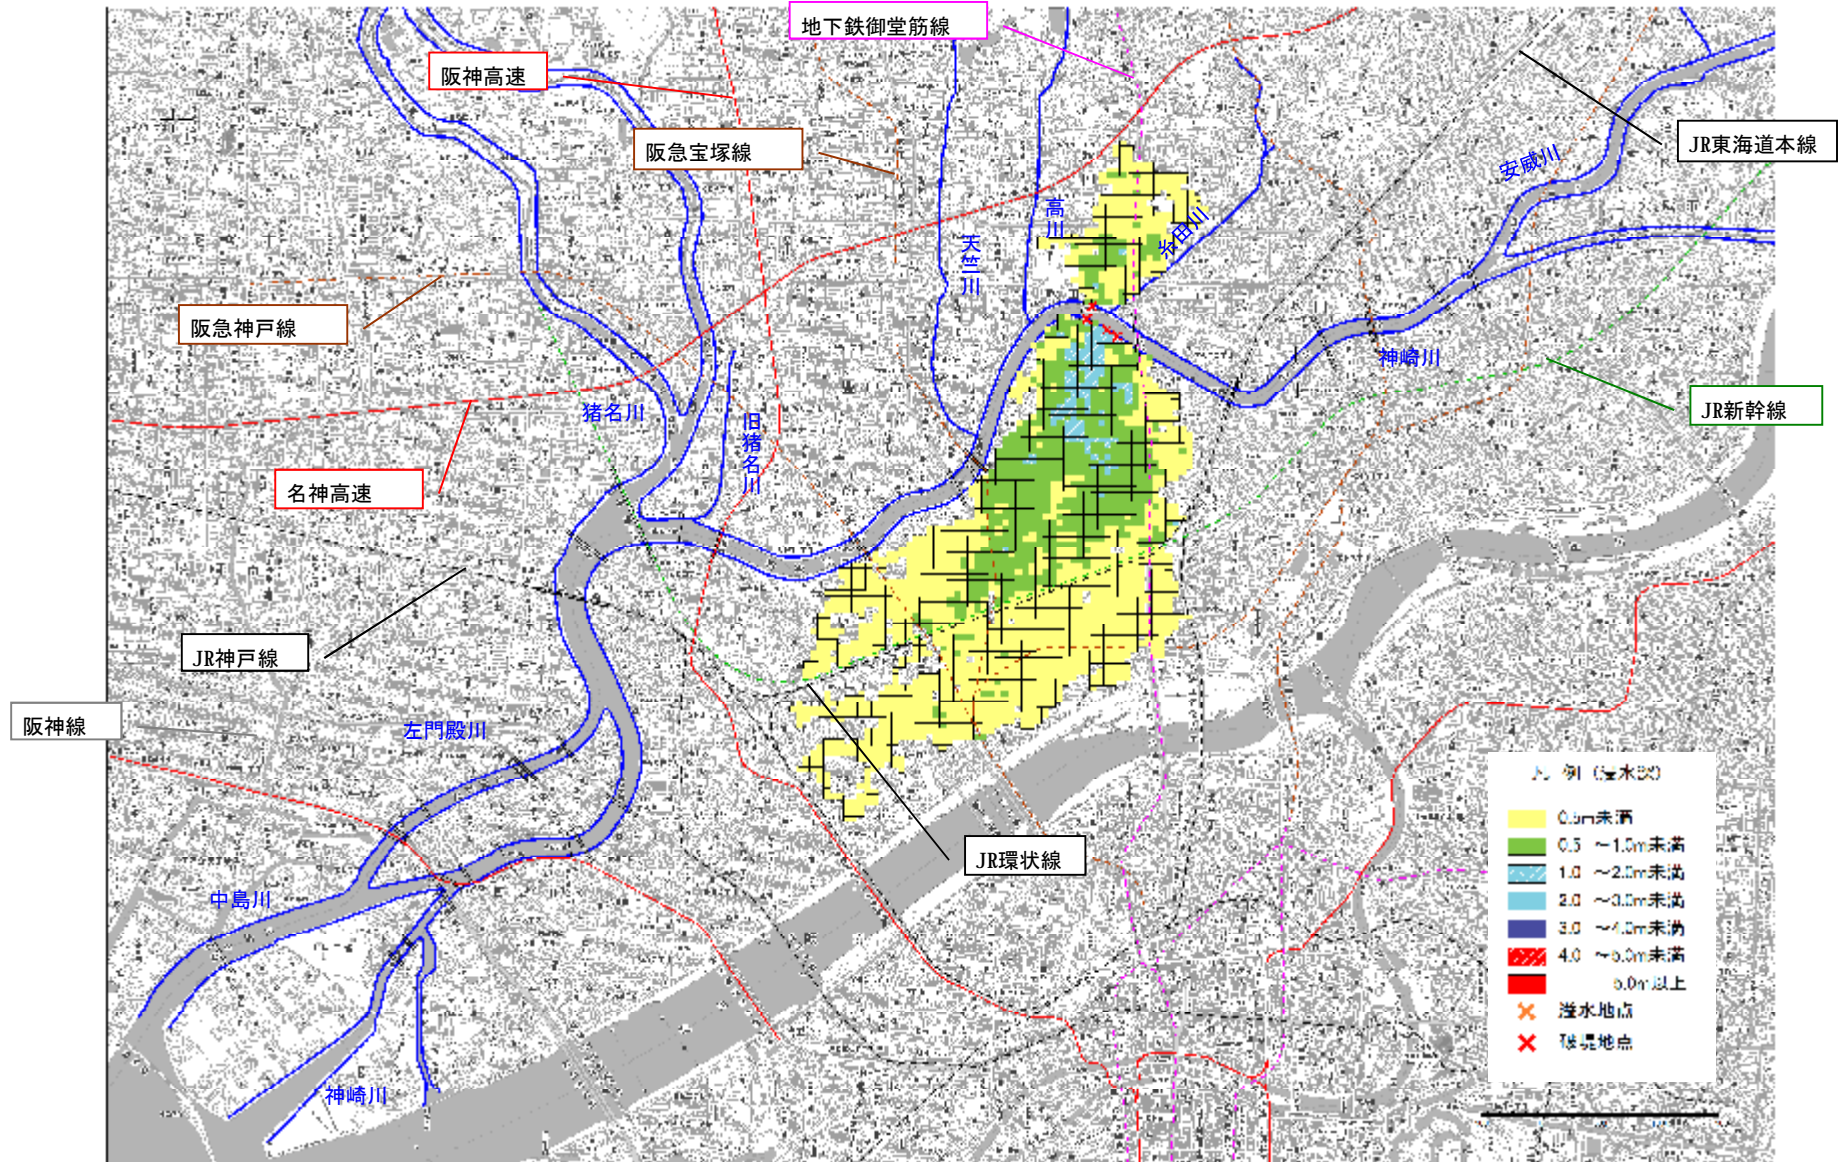 地下鉄御堂筋線
阪神高速
阪急宝塚線
JR東海道本線
安威川
高川
天竺川
阪急神戸線
神崎川
JR新幹線
猪名川
旧猪名川
名神高速
JR神戸線
阪神線
左門殿川
JR環状線
中島川
神崎川
凡 例 (浸水深)
0.5m未満
0.5 ～1.0m未満
1.0 ～2.0m未満
2.0 ～3.0m未満
3.0 ～4.0m未満
4.0 ～5.0m未満
5.0m以上
溢水地点
破堤地点